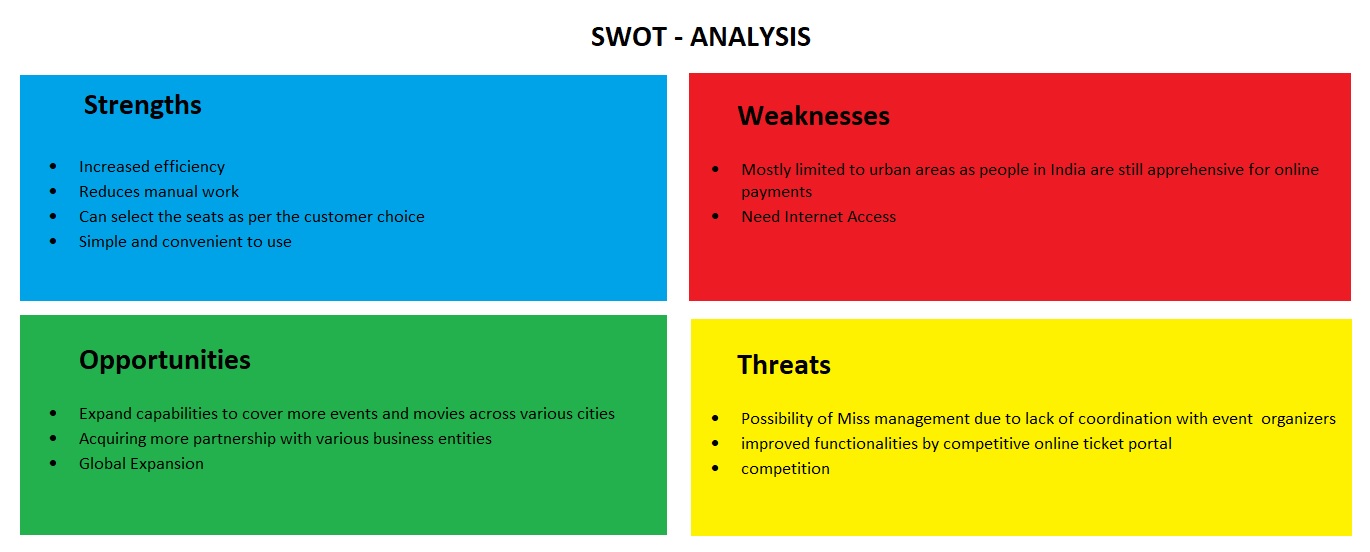 SWOT - ANALYSIS
Strengths
• Increased efficiency
• Reduces manual work
• Can select the seats as per the customer choice
• Simple and convenient to use
Weaknesses
• Mostly limited to urban areas as people in India are still apprehensive for online
payments
• Need Internet Access
Opportunities
• Expand capabilities to cover more events and movies across various cities
• Acquiring more partnership with various business entities
• Global Expansion
Threats
• Possibility of Miss management due to lack of coordination with event  organizers
• improved functionalities by competitive online ticket portal
• competition